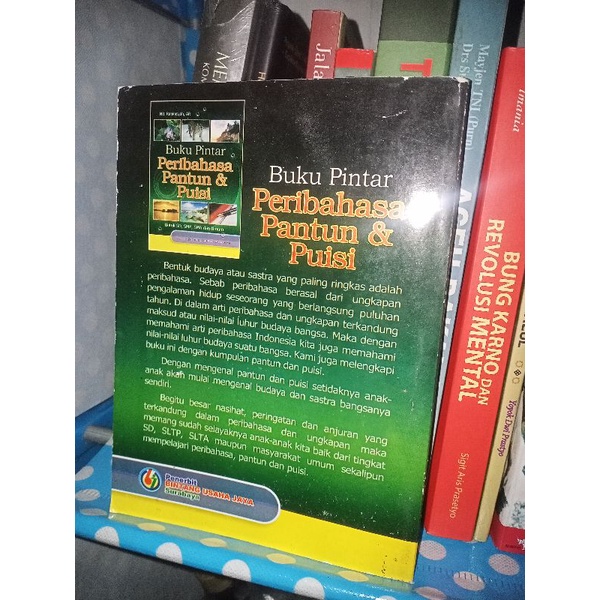 Buku Pintar
Peribahasa
Pantun &
Puisi
Buku Pintar
Peribahasa
Pantun &
Puisi
Bentuk budaya atau sastra yang paling ringkas adalah
peribahasa. Sebab peribahasa berasal dari ungkapan
pengalaman hidup seseorang yang berlangsung puluhan
tahun. Di dalam arti peribahasa dan ungkapan terkandung
maksud atau nilai-nilai luhur budaya bangsa. Maka dengan
memahami arti peribahasa Indonesia kita juga memahami
nilai-nilai luhur budaya suatu bangsa. Kami juga melengkapi
buku ini dengan kumpulan pantun dan puisi.
Dengan mengenal pantun dan puisi setidaknya anak-
anak akan mulai mengenal budaya dan sastra bangsanya
sendiri.
Begitu besar nasihat, peringatan dan anjuran yang
terkandung dalam peribahasa dan ungkapan maka
memang sudah selayaknya anak-anak kita baik dari tingkat
SD, SLTP, SLTA maupun masyarakat umum sekalipun
mempelajari peribahasa, pantun dan puisi.
Penerbit
BINTANG USAHA JAYA
surabaya
Jala
Mayjen TNI (Purn)
BUNG KARNO DAN
REVOLUSI MENTAL
Sigit Aris Prasetyo